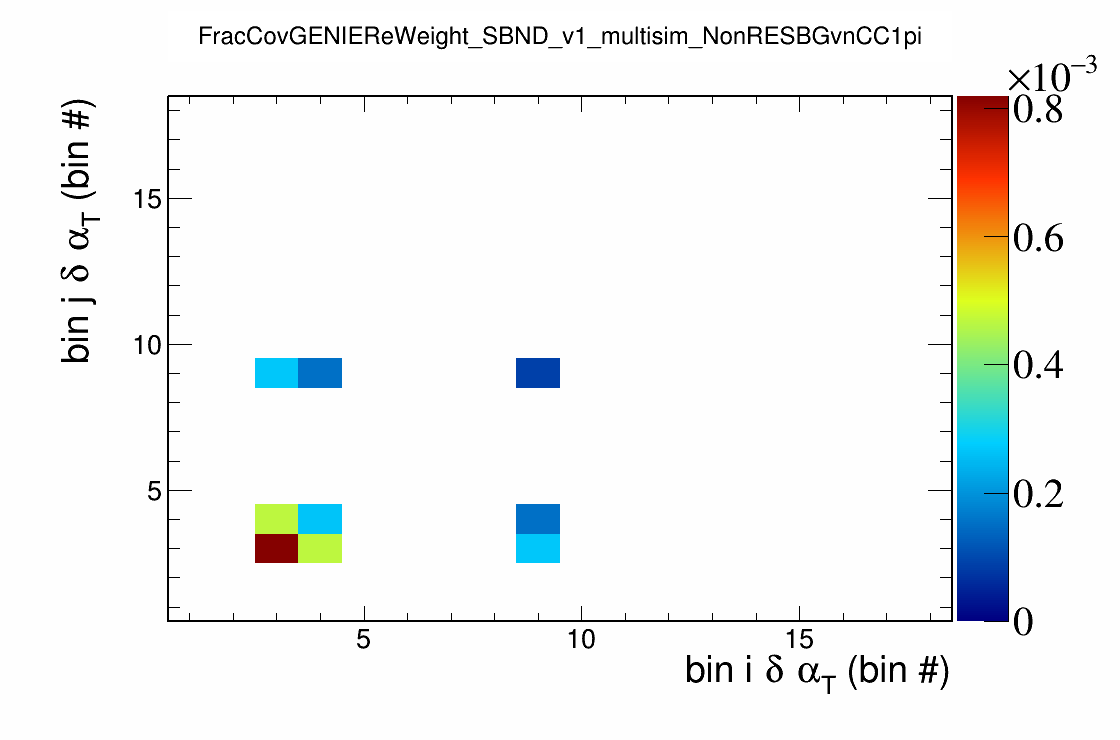 FracCovGENIEReWeight_SBND_v1_multisim_NonRESBGvnCC1pi
×10⁻³
0.8
0.6
0.4
0.2
0
bin j δ α_T (bin #)
15
10
5
5 10 15
bin i δ α_T (bin #)